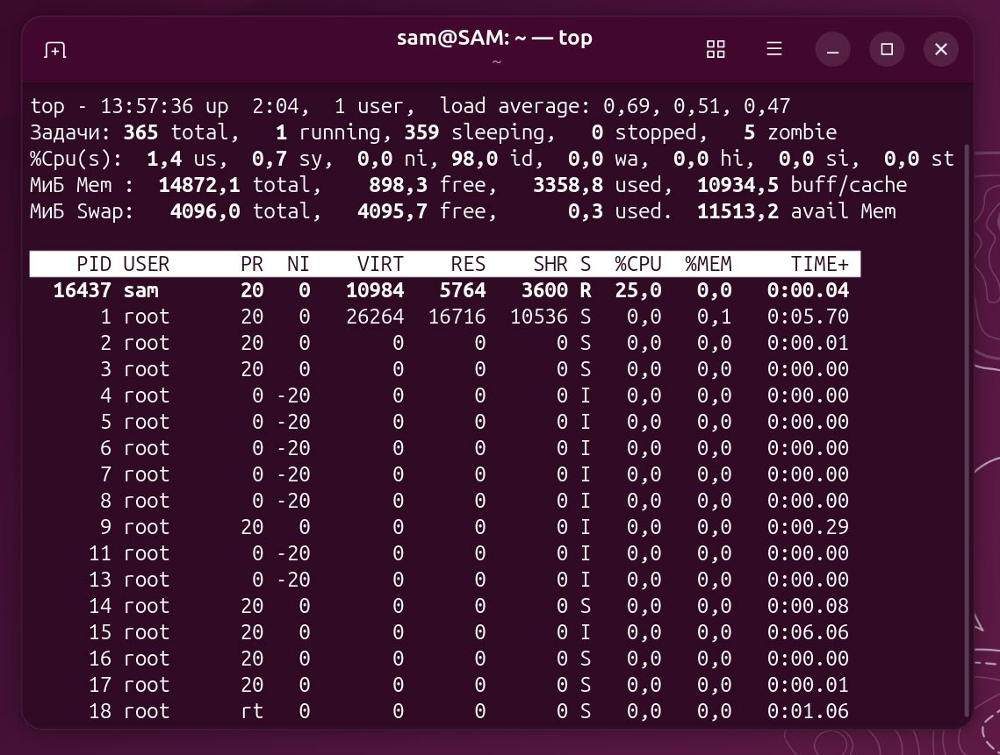 sam@SAM: ~ — top
~
top - 13:57:36 up  2:04,  1 user,  load average: 0,69, 0,51, 0,47
Задачи: 365 total,   1 running, 359 sleeping,   0 stopped,   5 zombie
%Cpu(s):  1,4 us,  0,7 sy,  0,0 ni, 98,0 id,  0,0 wa,  0,0 hi,  0,0 si,  0,0 st
МиБ Mem :  14872,1 total,    898,3 free,   3358,8 used,  10934,5 buff/cache
МиБ Swap:   4096,0 total,   4095,7 free,      0,3 used.  11513,2 avail Mem
    PID USER      PR  NI    VIRT    RES    SHR S  %CPU  %MEM     TIME+
  16437 sam       20   0   10984   5764   3600 R  25,0   0,0   0:00.04
      1 root      20   0   26264  16716  10536 S   0,0   0,1   0:05.70
      2 root      20   0       0      0      0 S   0,0   0,0   0:00.01
      3 root      20   0       0      0      0 S   0,0   0,0   0:00.00
      4 root       0 -20       0      0      0 I   0,0   0,0   0:00.00
      5 root       0 -20       0      0      0 I   0,0   0,0   0:00.00
      6 root       0 -20       0      0      0 I   0,0   0,0   0:00.00
      7 root       0 -20       0      0      0 I   0,0   0,0   0:00.00
      8 root       0 -20       0      0      0 I   0,0   0,0   0:00.00
      9 root      20   0       0      0      0 I   0,0   0,0   0:00.29
     11 root       0 -20       0      0      0 I   0,0   0,0   0:00.00
     13 root       0 -20       0      0      0 I   0,0   0,0   0:00.00
     14 root      20   0       0      0      0 S   0,0   0,0   0:00.08
     15 root      20   0       0      0      0 I   0,0   0,0   0:06.06
     16 root      20   0       0      0      0 S   0,0   0,0   0:00.00
     17 root      20   0       0      0      0 S   0,0   0,0   0:00.01
     18 root      rt   0       0      0      0 S   0,0   0,0   0:01.06